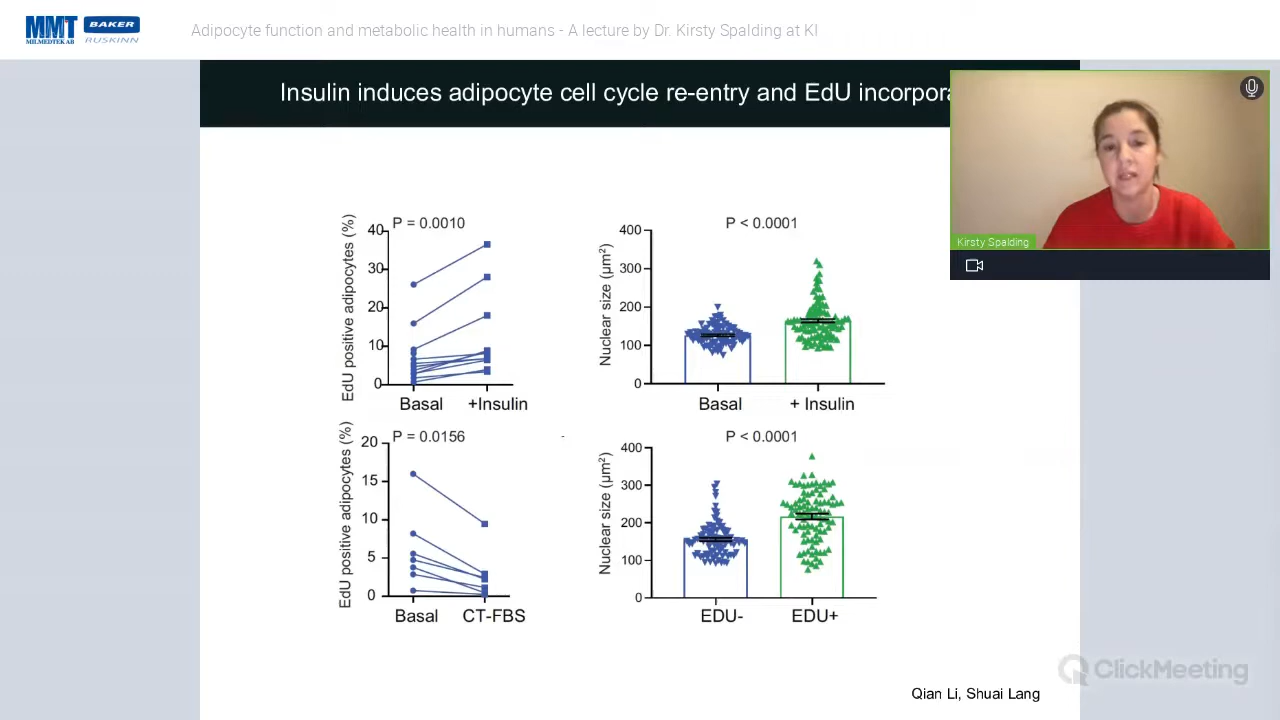 MMT
MILMEDTEK AB
BAKER
RUSKINN
Adipocyte function and metabolic health in humans - A lecture by Dr. Kirsty Spalding at KI
Insulin induces adipocyte cell cycle re-entry and EdU incorpora
Kirsty Spalding
EdU positive adipocytes (%)
P = 0.0010
40
30
20
10
0
Basal
+Insulin
Nuclear size (µm²)
P < 0.0001
400
300
200
100
0
Basal
+ Insulin
EdU positive adipocytes (%)
P = 0.0156
20
15
10
5
0
Basal
CT-FBS
Nuclear size (µm²)
P < 0.0001
400
300
200
100
0
EDU-
EDU+
ClickMeeting
Qian Li, Shuai Lang